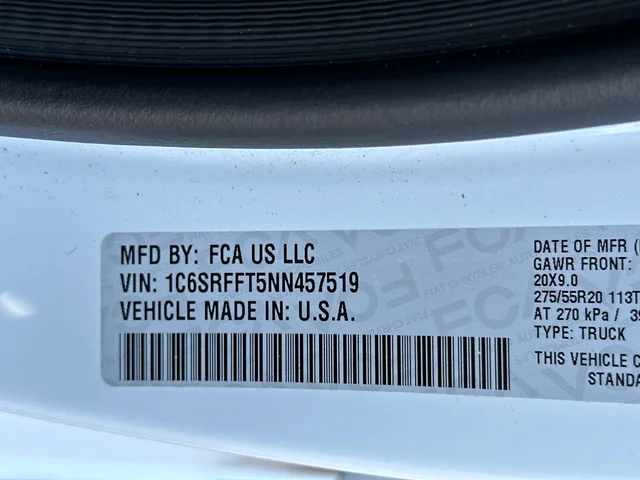 MFD BY: FCA US LLC
VIN: 1C6SRFFT5NN457519
VEHICLE MADE IN: U.S.A.
DATE OF MFR
GAWR FRONT:
20X9.0
275/55R20 113T
AT 270 kPa /
TYPE: TRUCK
THIS VEHICLE